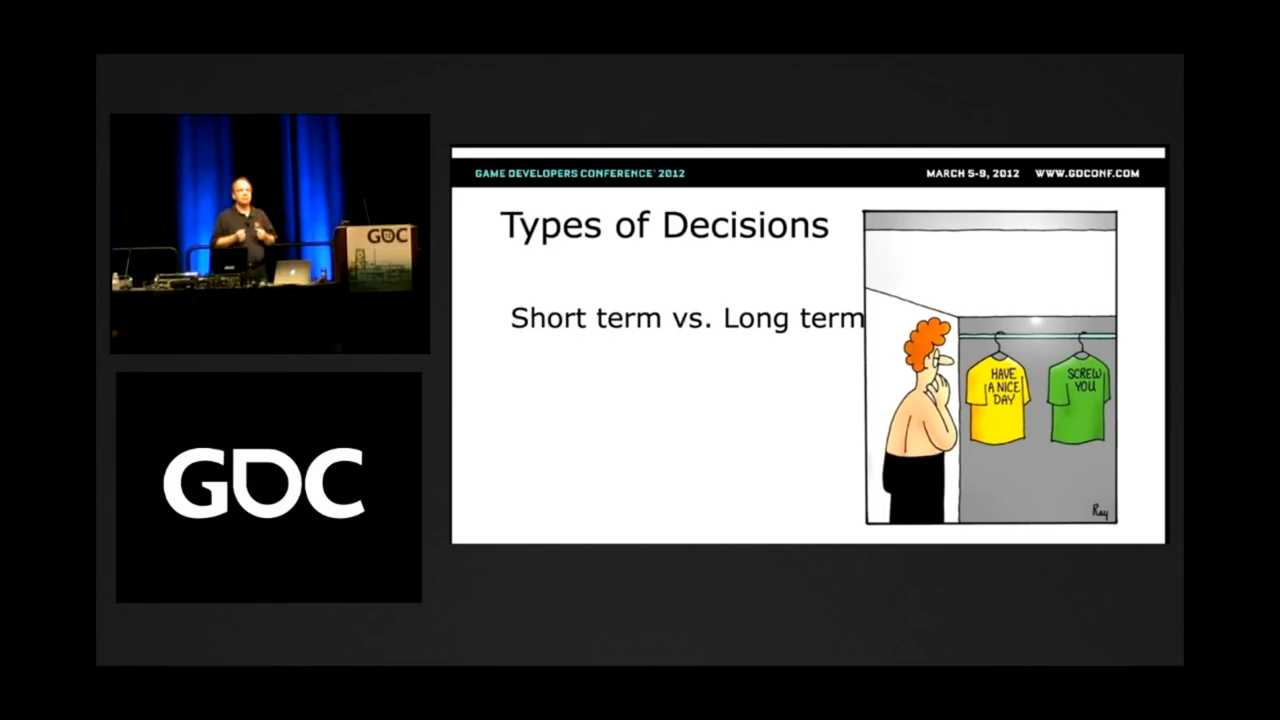 GDC
GDC
GAME DEVELOPERS CONFERENCE® 2012
MARCH 5-9, 2012
WWW.GDCONF.COM
Types of Decisions
Short term vs. Long term
HAVE
A NICE
DAY
SCREW
YOU
Ray